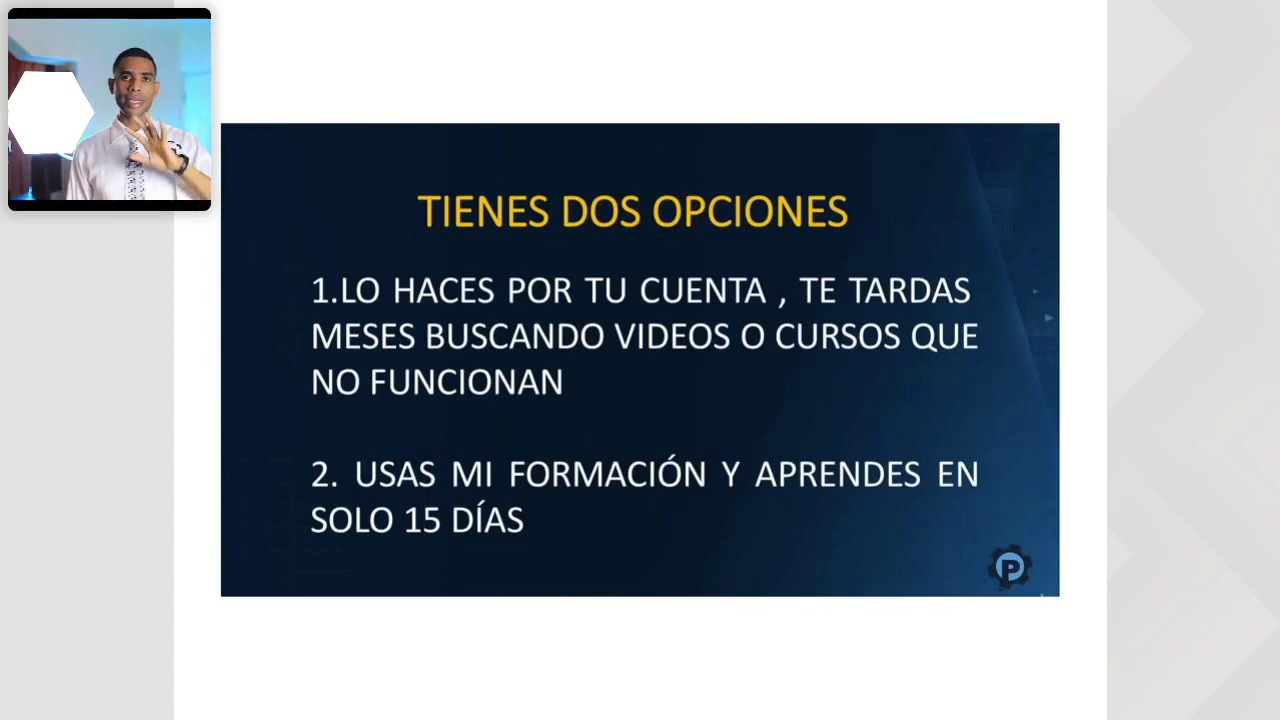 TIENES DOS OPCIONES
1.LO HACES POR TU CUENTA , TE TARDAS
MESES BUSCANDO VIDEOS O CURSOS QUE
NO FUNCIONAN
2. USAS MI FORMACIÓN Y APRENDES EN
SOLO 15 DÍAS
P